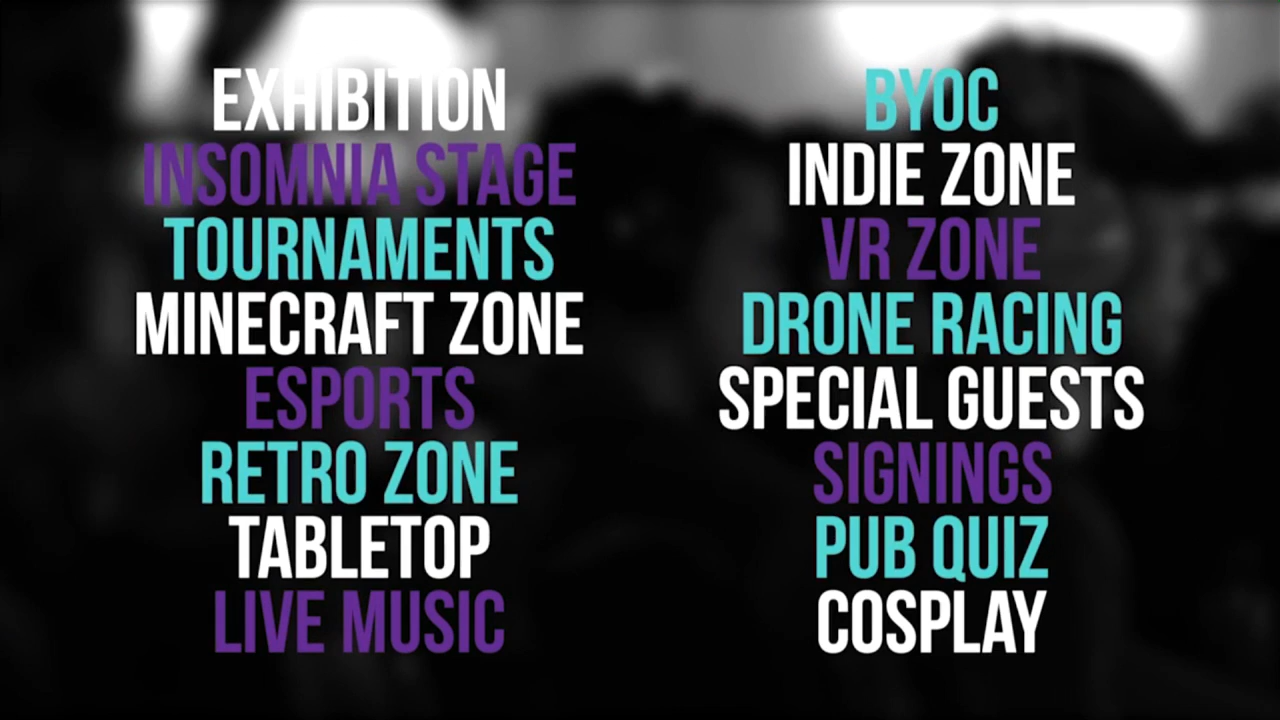 EXHIBITION
INSOMNIA STAGE
TOURNAMENTS
MINECRAFT ZONE
ESPORTS
RETRO ZONE
TABLETOP
LIVE MUSIC
BYOC
INDIE ZONE
VR ZONE
DRONE RACING
SPECIAL GUESTS
SIGNINGS
PUB QUIZ
COSPLAY